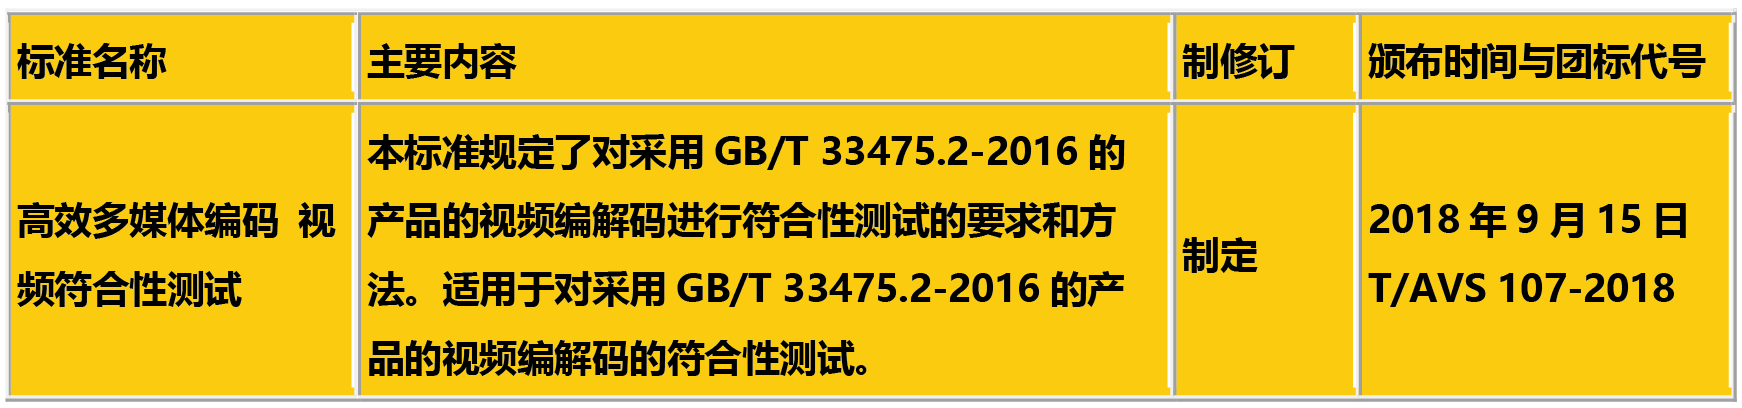 标准名称
主要内容
制修订
颁布时间与团标代号
高效多媒体编码 视
频符合性测试
本标准规定了对采用 GB/T 33475.2-2016 的
产品的视频编解码进行符合性测试的要求和方
法。适用于对采用 GB/T 33475.2-2016 的产
品的视频编解码的符合性测试。
制定
2018 年 9 月 15 日
T/AVS 107-2018